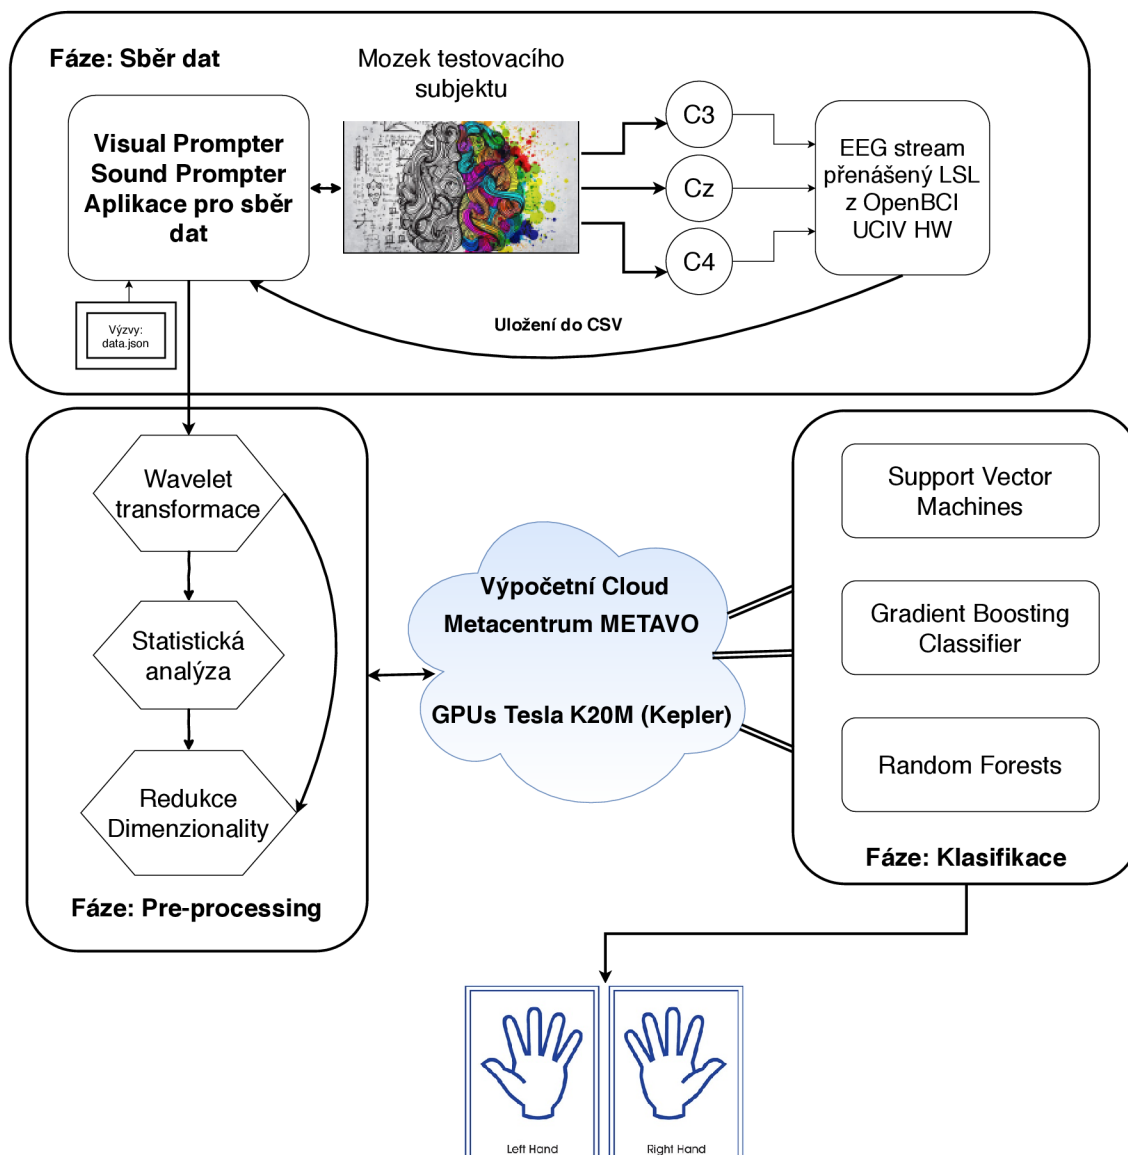 Fáze: Sběr dat
Mozek testovacího
subjektu
Visual Prompter
Sound Prompter
Aplikace pro sběr
dat
C3
Cz
C4
EEG stream
přenášený LSL
z OpenBCI
UCIV HW
Uložení do CSV
Výzvy:
data.json
Wavelet
transformace
Statistická
analýza
Redukce
Dimenzionality
Fáze: Pre-processing
Výpočetní Cloud
Metacentrum METAVO
GPUs Tesla K20M (Kepler)
Support Vector
Machines
Gradient Boosting
Classifier
Random Forests
Fáze: Klasifikace
Left Hand
Right Hand